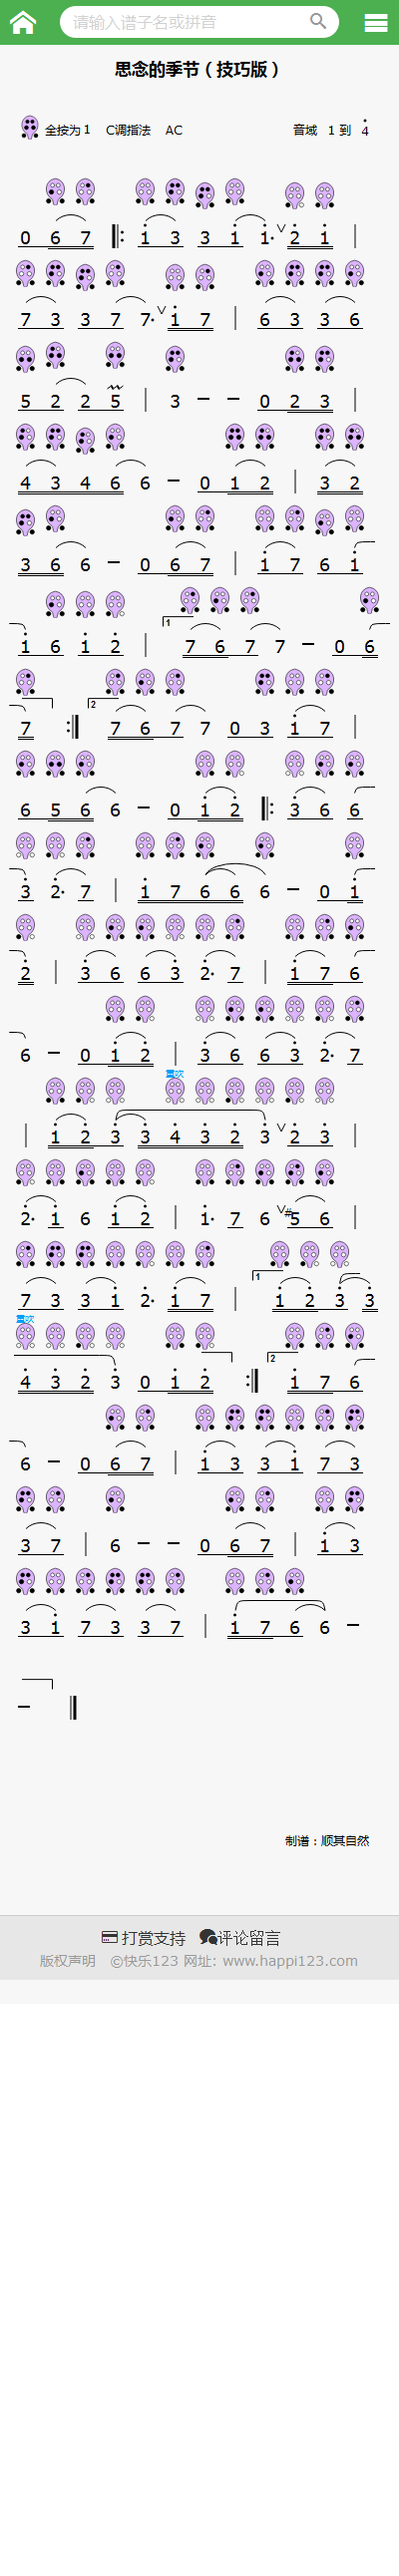 请输入谱子名或拼音
思念的季节（技巧版）
全按为1 C调指法 AC 音域 1 到 4
0 6 7 1 3 3 1 1· V 2 1
7 3 3 7 7· V 1 7 6 3 3 6
5 2 2 5 3 - - 0 2 3
4 3 4 6 6 - 0 1 2 3 2
3 6 6 - 0 6 7 1 7 6 1
1
1 6 1 2 7 6 7 7 - 0 6
2
7 7 6 7 7 0 3 1 7
6 5 6 6 - 0 1 2 3 6 6
3 2· 7 1 7 6 6 6 - 0 1
2 3 6 6 3 2· 7 1 7 6
6 - 0 1 2 3 6 6 3 2· 7
1 2 3 3 4 3 2 3 V 2 3
2· 1 6 1 2 1· 7 6 V #5 6
1
7 3 3 1 2· 1 7 1 2 3 3
2
4 3 2 3 0 1 2 1 7 6
6 - 0 6 7 1 3 3 1 7 3
3 7 6 - - 0 6 7 1 3
3 1 7 3 3 7 1 7 6 6 -
-
制谱：顺其自然
打赏支持 评论留言
版权声明 ©快乐123 网址: www.happi123.com